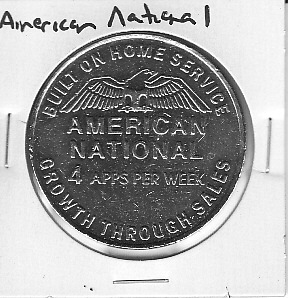 American National
BUILT ON HOME SERVICE
AMERICAN
NATIONAL
4 APPS PER WEEK
GROWTH THROUGH SALES